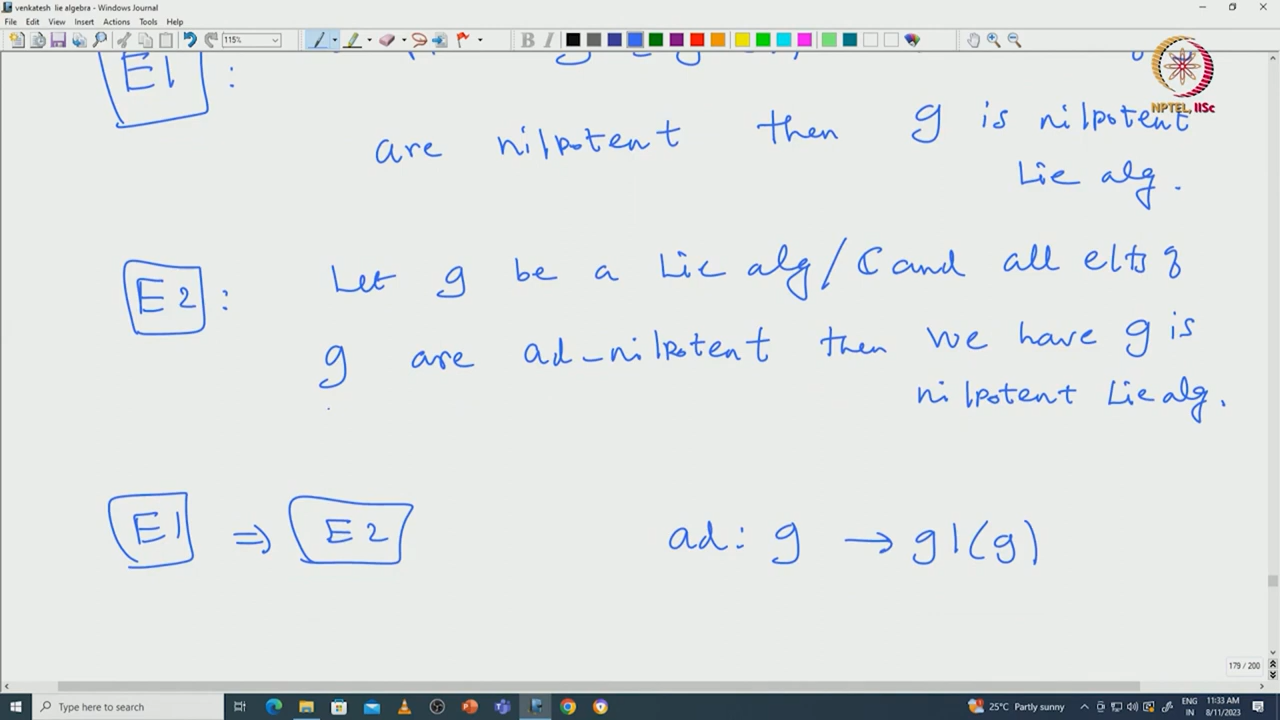 venkatesh lie algebra - Windows Journal
File Edit View Insert Actions Tools Help
115%
NPTEL, IISc
E1 :
are nilpotent then g is nilpotent
Lie alg.
E2 : Let g be a Lie alg/C and all elts of
g are ad-nilpotent then we have g is
nilpotent Lie alg.
E1 ⇒ E2 ad: g → gl(g)
179 / 200
Type here to search
25°C Partly sunny
ENG
IN
11:33 AM
8/11/2023